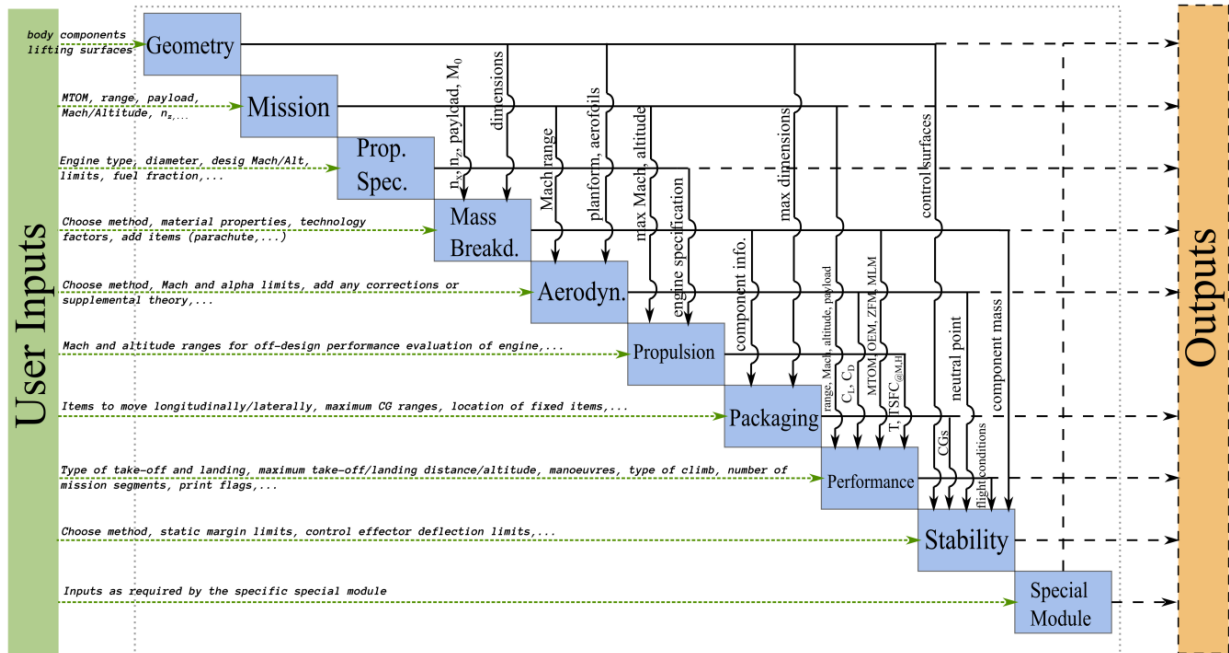 User Inputs
body components
lifting surfaces
Geometry
MTOM, range, payload,
Mach/Altitude, nz,...
Mission
Engine type, diameter, desig Mach/Alt,
limits, fuel fraction,...
Prop.
Spec.
Choose method, material properties, technology
factors, add items (parachute,...)
Mass
Breakd.
Choose method, Mach and alpha limits, add any corrections or
supplemental theory,...
Aerodyn.
Mach and altitude ranges for off-design performance evaluation of engine,...
Propulsion
Items to move longitudinally/laterally, maximum CG ranges, location of fixed items,...
Packaging
Type of take-off and landing, maximum take-off/landing distance/altitude, manoeuvres, type of climb, number of
mission segments, print flags,...
Performance
Choose method, static margin limits, control effector deflection limits,...
Stability
Inputs as required by the specific special module
Special
Module
nx, nz, payload, M0
dimensions
Mach range
planform, aerofoils
max Mach, altitude
engine specification
component info.
max dimensions
range, Mach, altitude, payload
CL, CD
MTOM, OEM, ZFM, MLM
T, TSFC@M,H
control surfaces
CGs
neutral point
flight conditions
component mass
Outputs